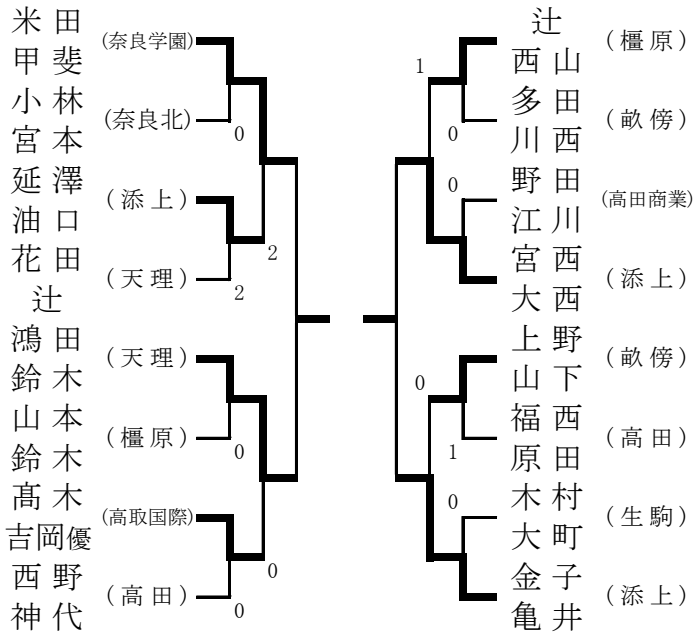 米田
(奈良学園)
甲斐
小林
(奈良北)
宮本
0
延澤
(添上)
油口
2
花田
(天理)
辻
2
鴻田
(天理)
鈴木
山本
(橿原)
鈴木
0
髙木
(高取国際)
吉岡優
0
西野
(高田)
神代
0
辻
(橿原)
1
西山
多田
(畝傍)
0
川西
0
野田
(高田商業)
江川
宮西
(添上)
大西
上野
(畝傍)
0
山下
福西
(高田)
1
原田
0
木村
(生駒)
大町
金子
(添上)
亀井